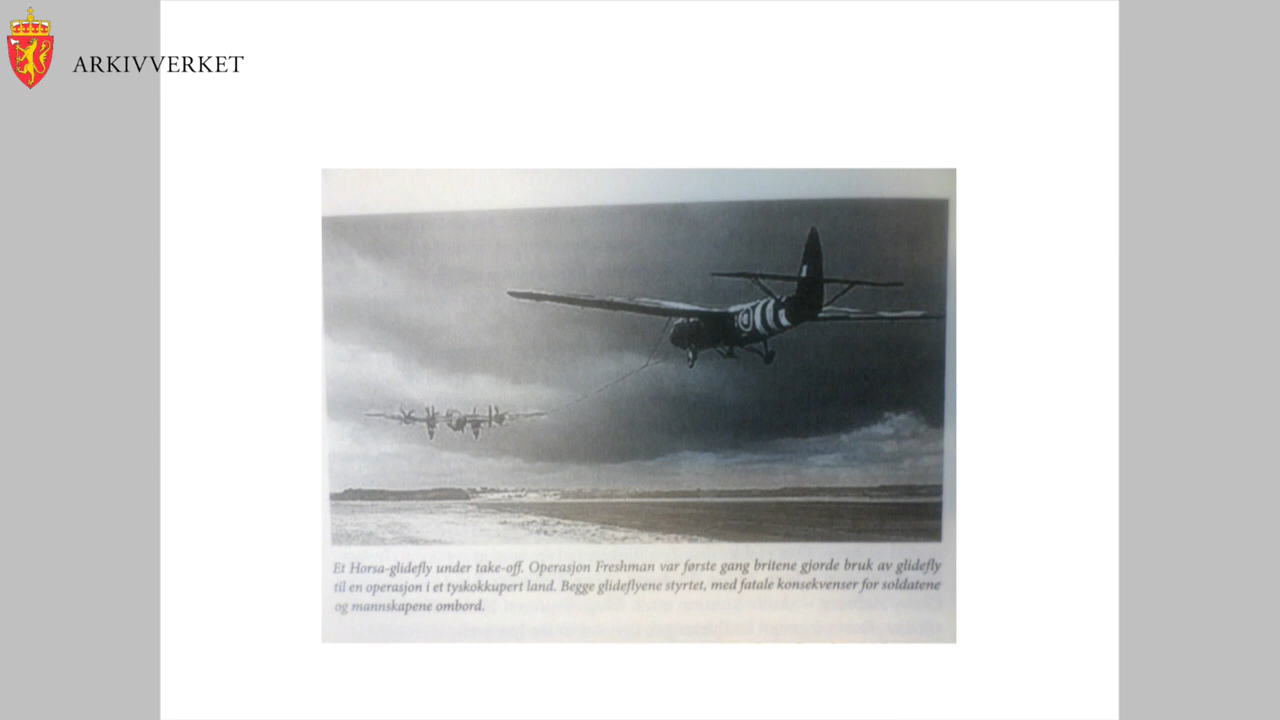 ARKIVVERKET
Et Horsa-glidefly under take-off. Operasjon Freshman var første gang britene gjorde bruk av glidefly
til en operasjon i et tyskokkupert land. Begge glideflyene styrtet, med fatale konsekvenser for soldatene
og mannskapene ombord.